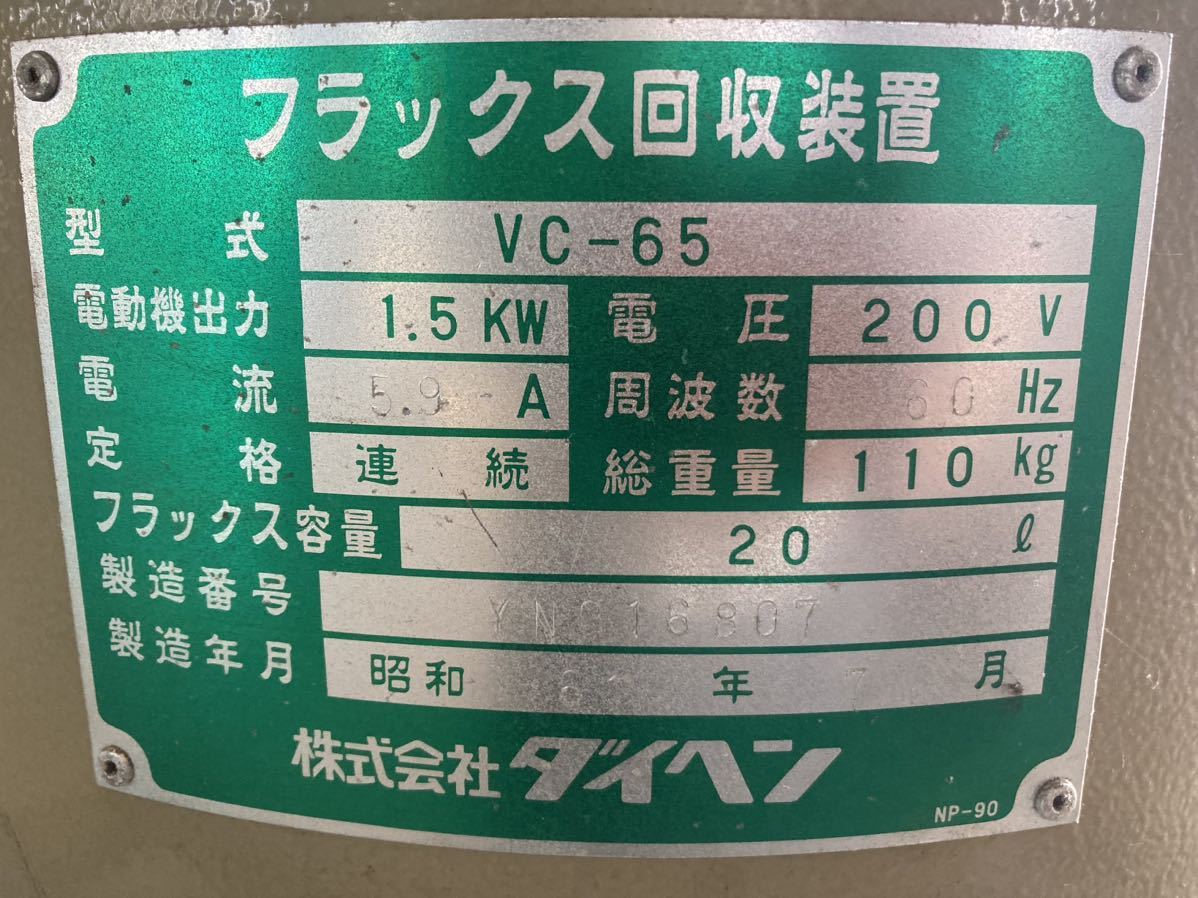 フラックス回収装置
型式 VC-65
電動機出力 1.5 KW 電圧 200 V
電流 5.9 A 周波数 60 Hz
定格 連続 総重量 110 kg
フラックス容量 20 ℓ
製造番号
製造年月 昭和 年 7 月
株式会社ダイヘン
NP-90